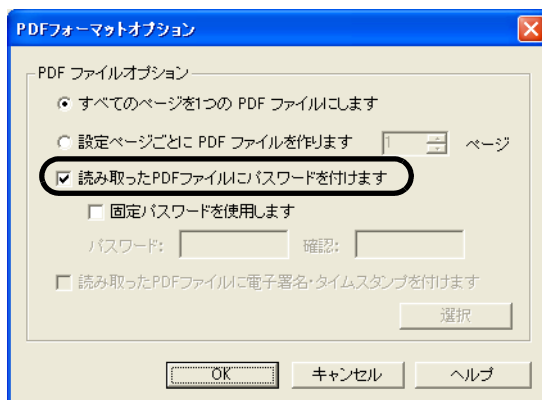 PDFフォーマットオプション
PDF ファイルオプション
すべてのページを1つの PDF ファイルにします
設定ページごとに PDF ファイルを作ります 1 ページ
読み取ったPDFファイルにパスワードを付けます
固定パスワードを使用します
パスワード: 確認:
読み取ったPDFファイルに電子署名・タイムスタンプを付けます
選択
OK キャンセル ヘルプ